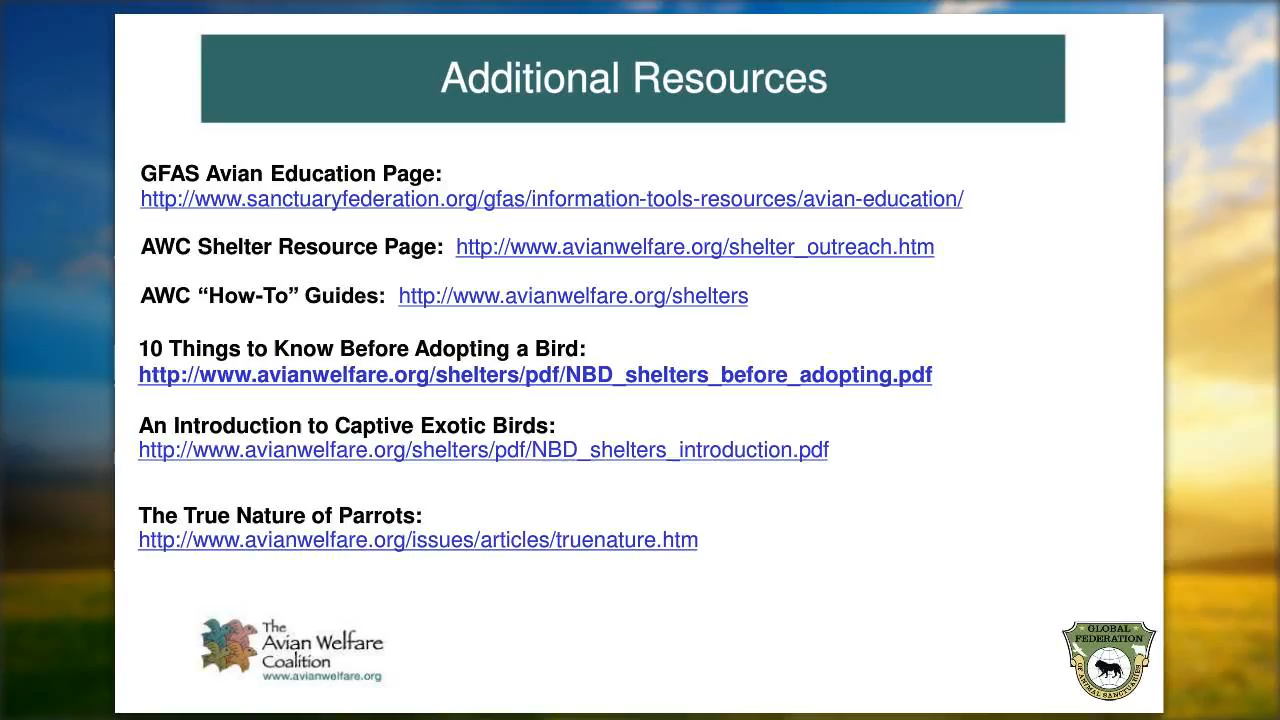 Additional Resources
GFAS Avian Education Page:
http://www.sanctuaryfederation.org/gfas/information-tools-resources/avian-education/
AWC Shelter Resource Page: http://www.avianwelfare.org/shelter_outreach.htm
AWC “How-To” Guides: http://www.avianwelfare.org/shelters
10 Things to Know Before Adopting a Bird:
http://www.avianwelfare.org/shelters/pdf/NBD_shelters_before_adopting.pdf
An Introduction to Captive Exotic Birds:
http://www.avianwelfare.org/shelters/pdf/NBD_shelters_introduction.pdf
The True Nature of Parrots:
http://www.avianwelfare.org/issues/articles/truenature.htm
The
Avian Welfare
Coalition
www.avianwelfare.org
GLOBAL
FEDERATION
OF ANIMAL SANCTUARIES